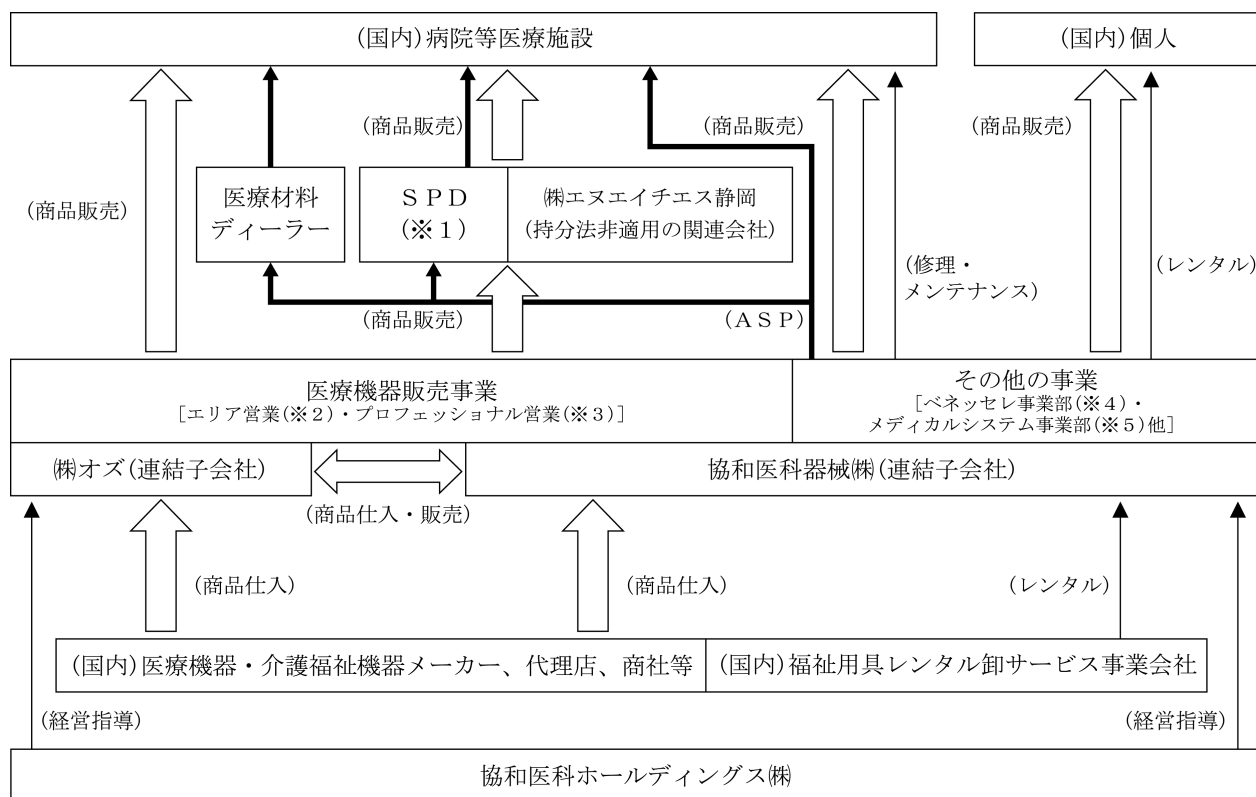 (国内)病院等医療施設
(国内)個人
(商品販売)
(商品販売)
(商品販売)
(商品販売)
医療材料
ディーラー
ＳＰＤ
(※１)
㈱エヌエイチエス静岡
(持分法非適用の関連会社)
(修理・
メンテナンス)
(レンタル)
(商品販売)
(ＡＳＰ)
医療機器販売事業
[エリア営業(※２)・プロフェッショナル営業(※３)]
その他の事業
[ベネッセレ事業部(※４)・
メディカルシステム事業部(※５)他]
㈱オズ(連結子会社)
協和医科器械㈱(連結子会社)
(商品仕入・販売)
(商品仕入)
(商品仕入)
(レンタル)
(国内)医療機器・介護福祉機器メーカー、代理店、商社等
(国内)福祉用具レンタル卸サービス事業会社
(経営指導)
(経営指導)
協和医科ホールディングス㈱